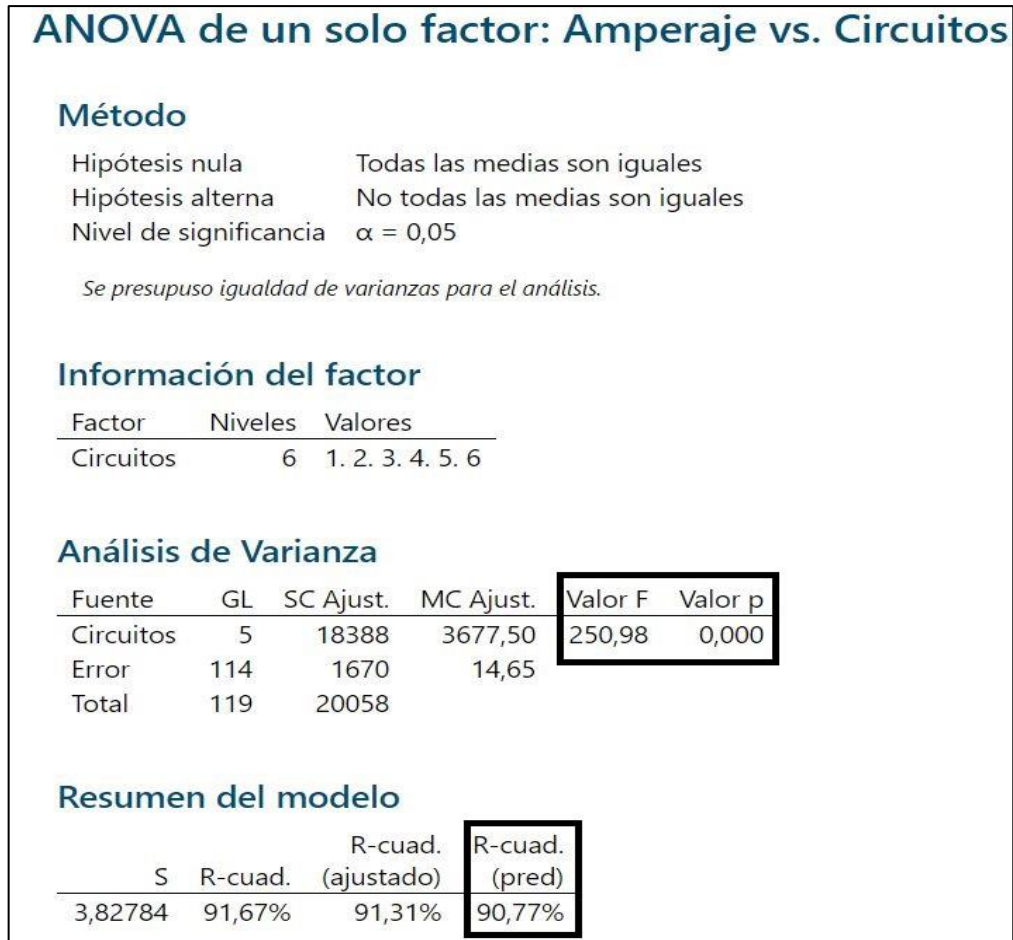 ANOVA de un solo factor: Amperaje vs. Circuitos
Método
Hipótesis nula Todas las medias son iguales
Hipótesis alterna No todas las medias son iguales
Nivel de significancia α = 0,05
Se presupuso igualdad de varianzas para el análisis.
Información del factor
Factor Niveles Valores
Circuitos 6 1. 2. 3. 4. 5. 6
Análisis de Varianza
Fuente GL SC Ajust. MC Ajust. Valor F Valor p
Circuitos 5 18388 3677,50 250,98 0,000
Error 114 1670 14,65
Total 119 20058
Resumen del modelo
R-cuad. R-cuad.
S R-cuad. (ajustado) (pred)
3,82784 91,67% 91,31% 90,77%